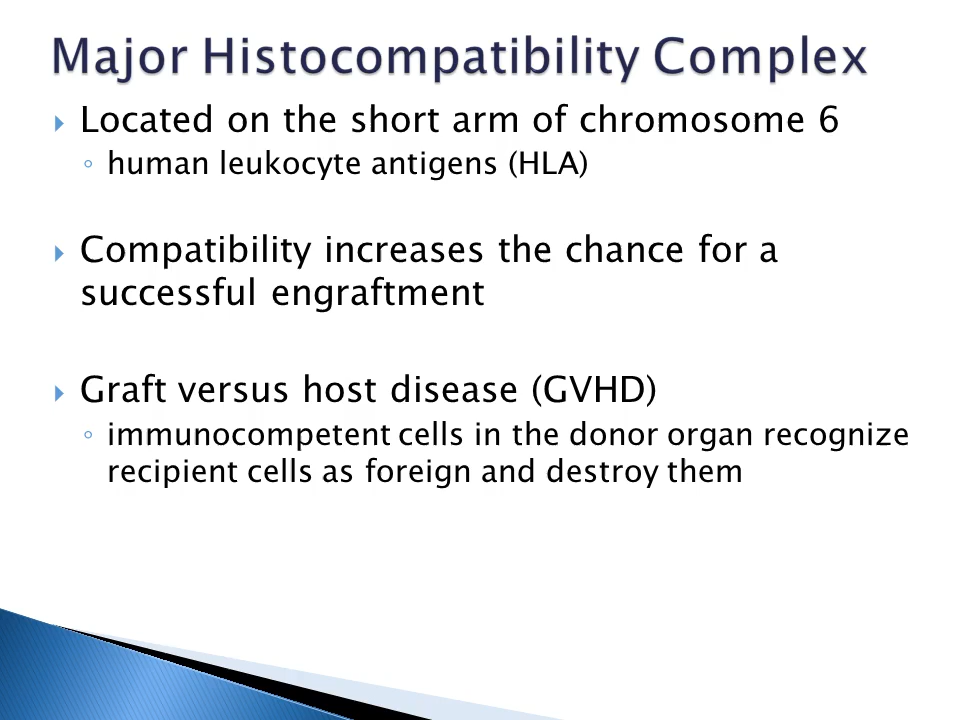 Major Histocompatibility Complex
Located on the short arm of chromosome 6
human leukocyte antigens (HLA)
Compatibility increases the chance for a
successful engraftment
Graft versus host disease (GVHD)
immunocompetent cells in the donor organ recognize
recipient cells as foreign and destroy them